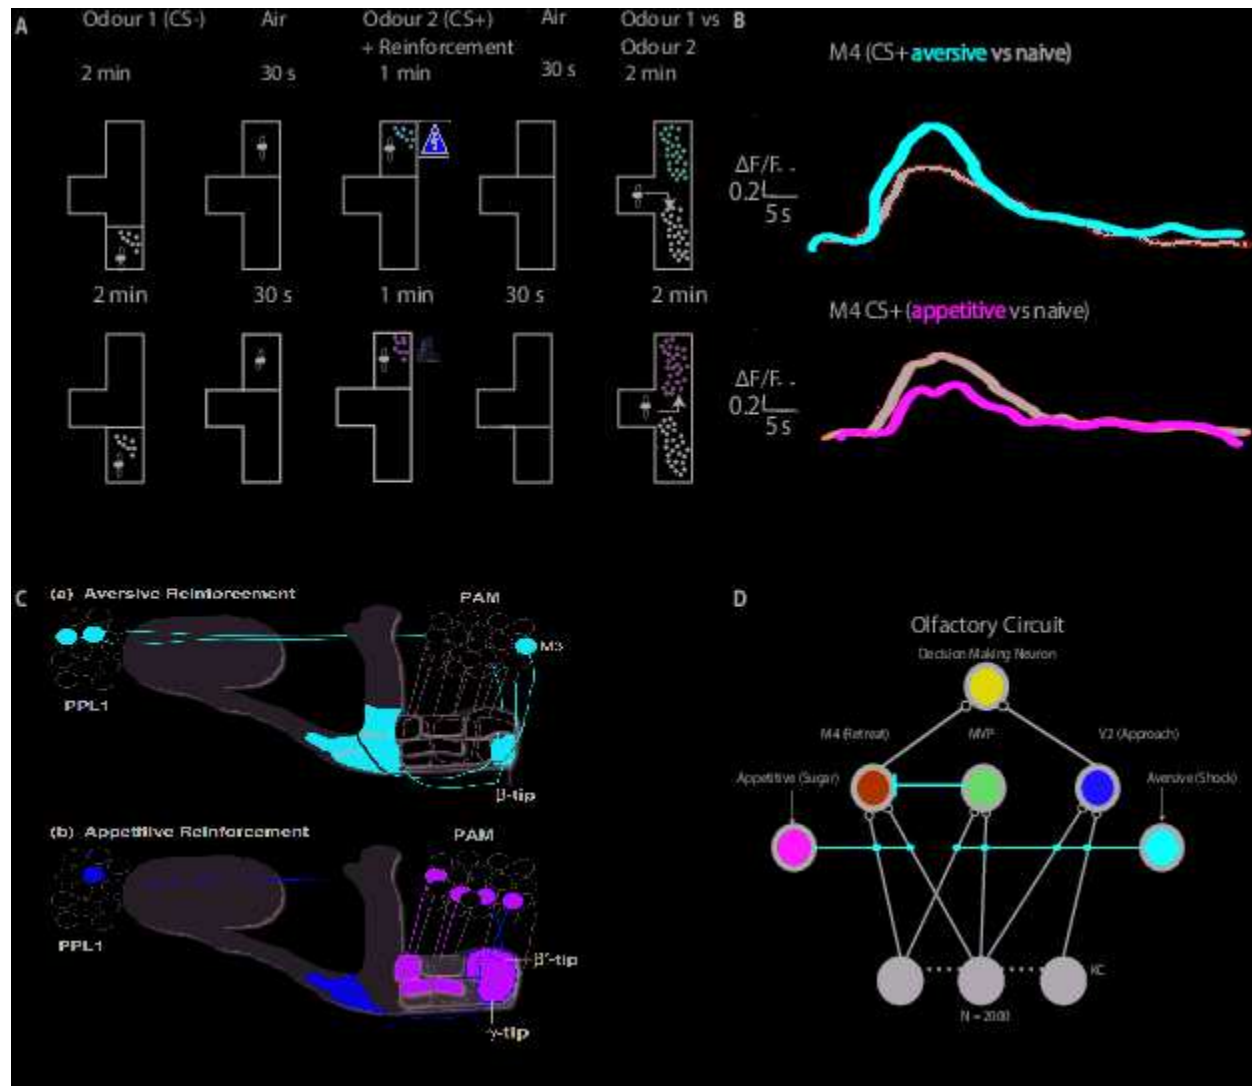 A
Odour 1 (CS-)
Air
Odour 2 (CS+)
+ Reinforcement
Air
Odour 1 vs
Odour 2
2 min
30 s
1 min
30 s
2 min
2 min
30 s
1 min
30 s
2 min
B
M4 (CS+ aversive vs naive)
ΔF/F
0.2
5 s
M4 CS+ (appetitive vs naive)
ΔF/F
0.2
5 s
C
(a) Aversive Reinforcement
PAM
M3
PPL1
β-tip
(b) Appetitive Reinforcement
PAM
PPL1
β'-tip
γ-tip
D
Olfactory Circuit
Decision Making Neuron
M4 (Retreat)
MVP
V2 (Approach)
Appetitive (Sugar)
Aversive (Shock)
KC
N = 2000